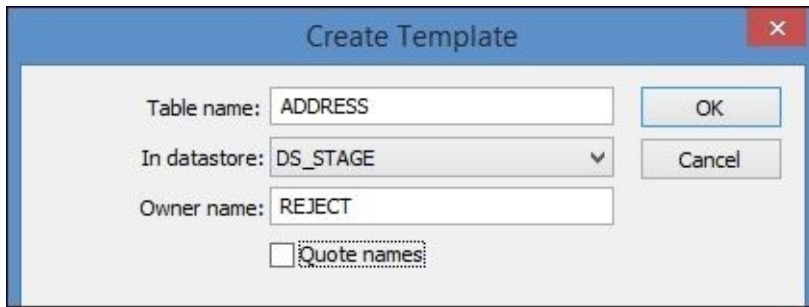 Create Template
Table name: ADDRESS
OK
In datastore: DS_STAGE
Cancel
Owner name: REJECT
Quote names